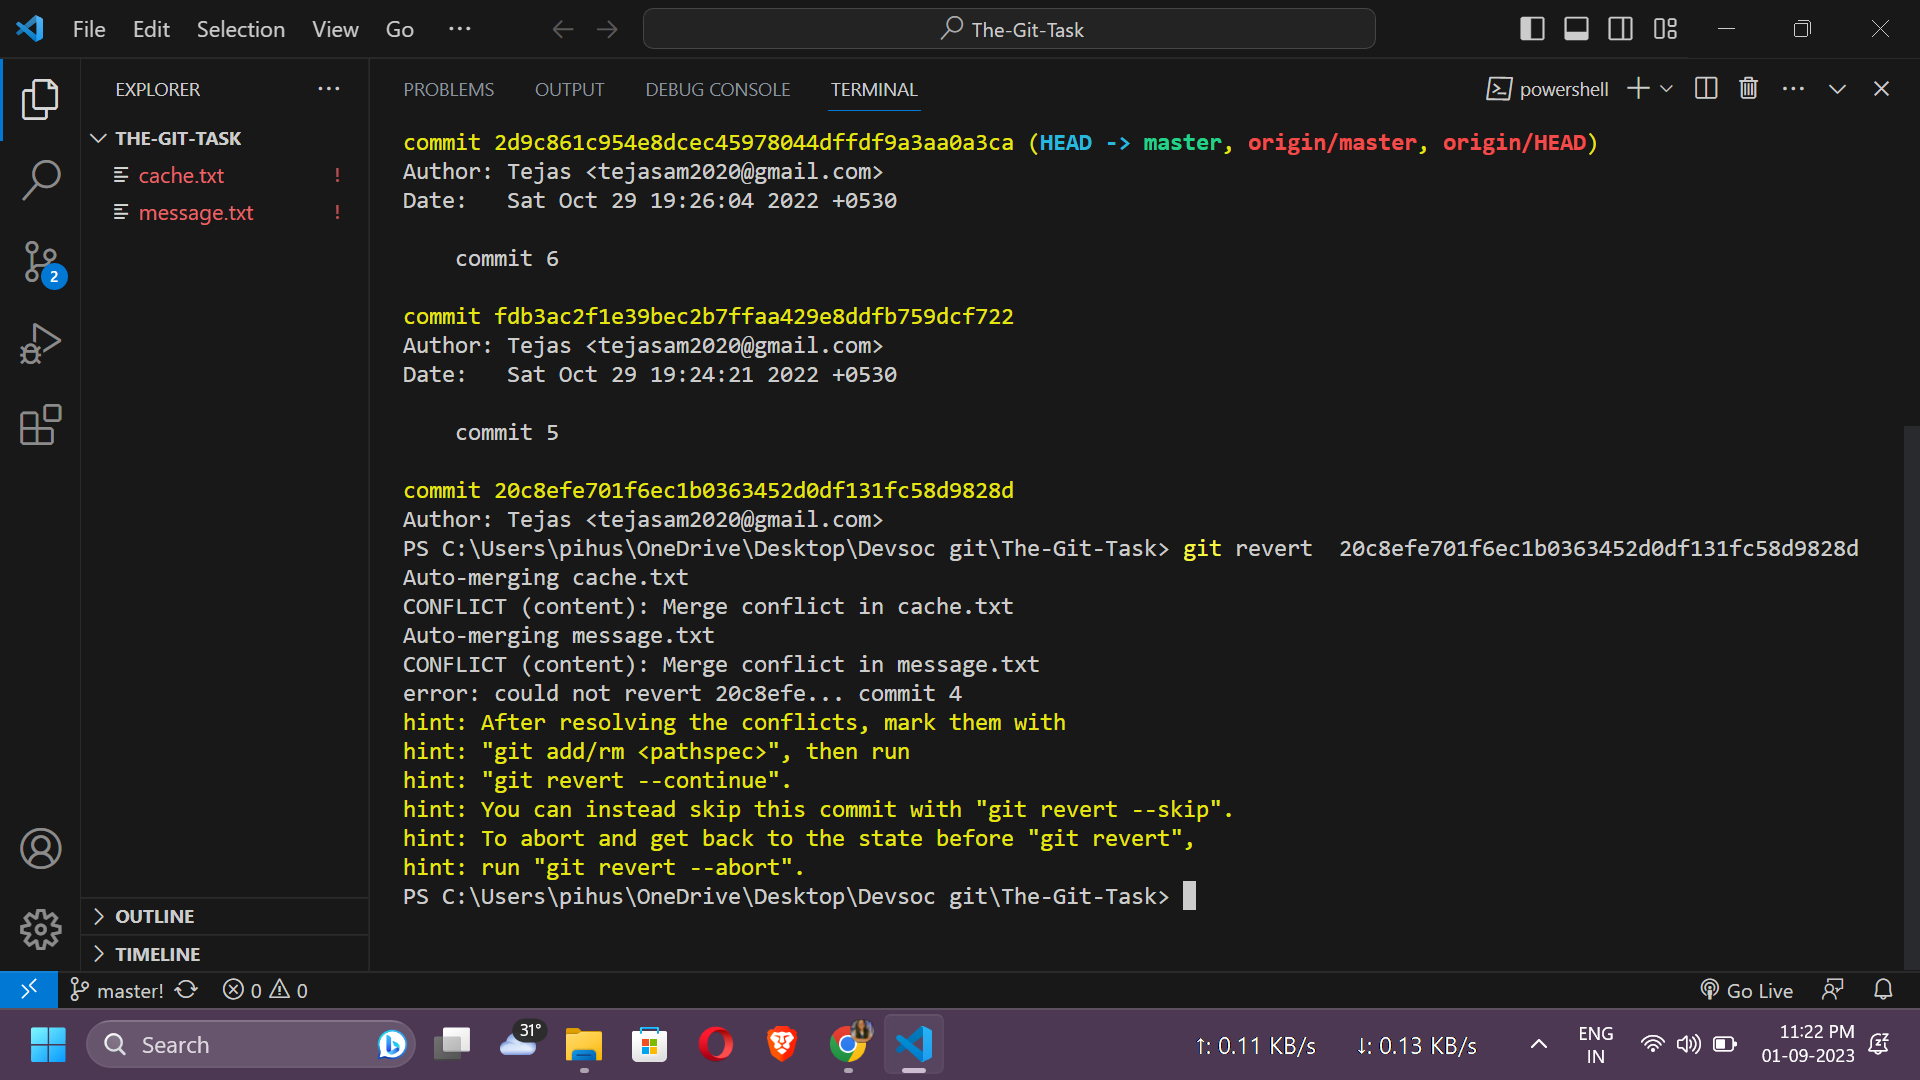 File Edit Selection View Go ···
The-Git-Task
EXPLORER ···
THE-GIT-TASK
cache.txt !
message.txt !
2
OUTLINE
TIMELINE
PROBLEMS OUTPUT DEBUG CONSOLE TERMINAL
powershell
commit 2d9c861c954e8dcec45978044dffdf9a3aa0a3ca (HEAD -> master, origin/master, origin/HEAD)
Author: Tejas <tejasam2020@gmail.com>
Date:   Sat Oct 29 19:26:04 2022 +0530
commit 6
commit fdb3ac2f1e39bec2b7ffaa429e8ddfb759dcf722
Author: Tejas <tejasam2020@gmail.com>
Date:   Sat Oct 29 19:24:21 2022 +0530
commit 5
commit 20c8efe701f6ec1b0363452d0df131fc58d9828d
Author: Tejas <tejasam2020@gmail.com>
PS C:\Users\pihus\OneDrive\Desktop\Devsoc git\The-Git-Task> git revert  20c8efe701f6ec1b0363452d0df131fc58d9828d
Auto-merging cache.txt
CONFLICT (content): Merge conflict in cache.txt
Auto-merging message.txt
CONFLICT (content): Merge conflict in message.txt
error: could not revert 20c8efe... commit 4
hint: After resolving the conflicts, mark them with
hint: "git add/rm <pathspec>", then run
hint: "git revert --continue".
hint: You can instead skip this commit with "git revert --skip".
hint: To abort and get back to the state before "git revert",
hint: run "git revert --abort".
PS C:\Users\pihus\OneDrive\Desktop\Devsoc git\The-Git-Task>
master! 0 0
Go Live
Search
31°
↑: 0.11 KB/s ↓: 0.13 KB/s
ENG
IN
11:22 PM
01-09-2023